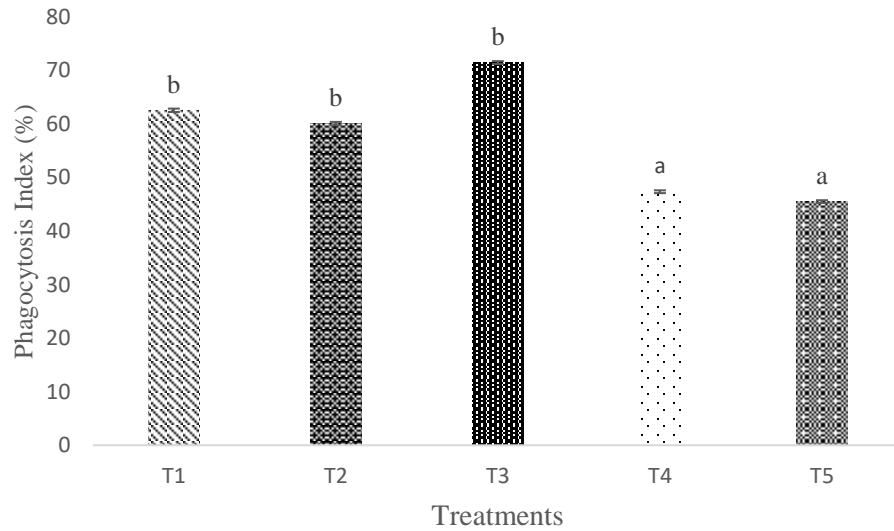 Phagocytosis Index (%)
80
70
60
50
40
30
20
10
0
b
b
b
a
a
T1 T2 T3 T4 T5
Treatments